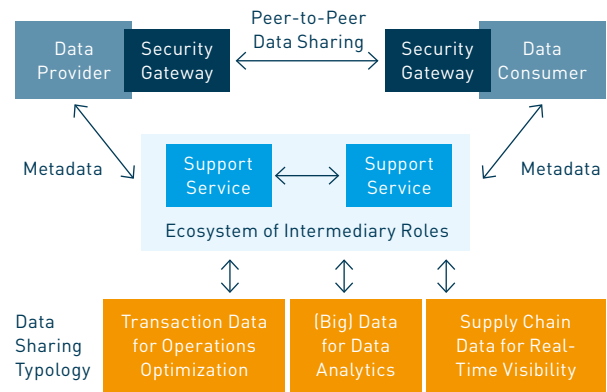 Peer-to-Peer
Data Sharing
Data
Provider
Security
Gateway
Security
Gateway
Data
Consumer
Metadata
Support
Service
Support
Service
Metadata
Ecosystem of Intermediary Roles
Data
Sharing
Typology
Transaction Data
for Operations
Optimization
(Big) Data
for Data
Analytics
Supply Chain
Data for Real-
Time Visibility